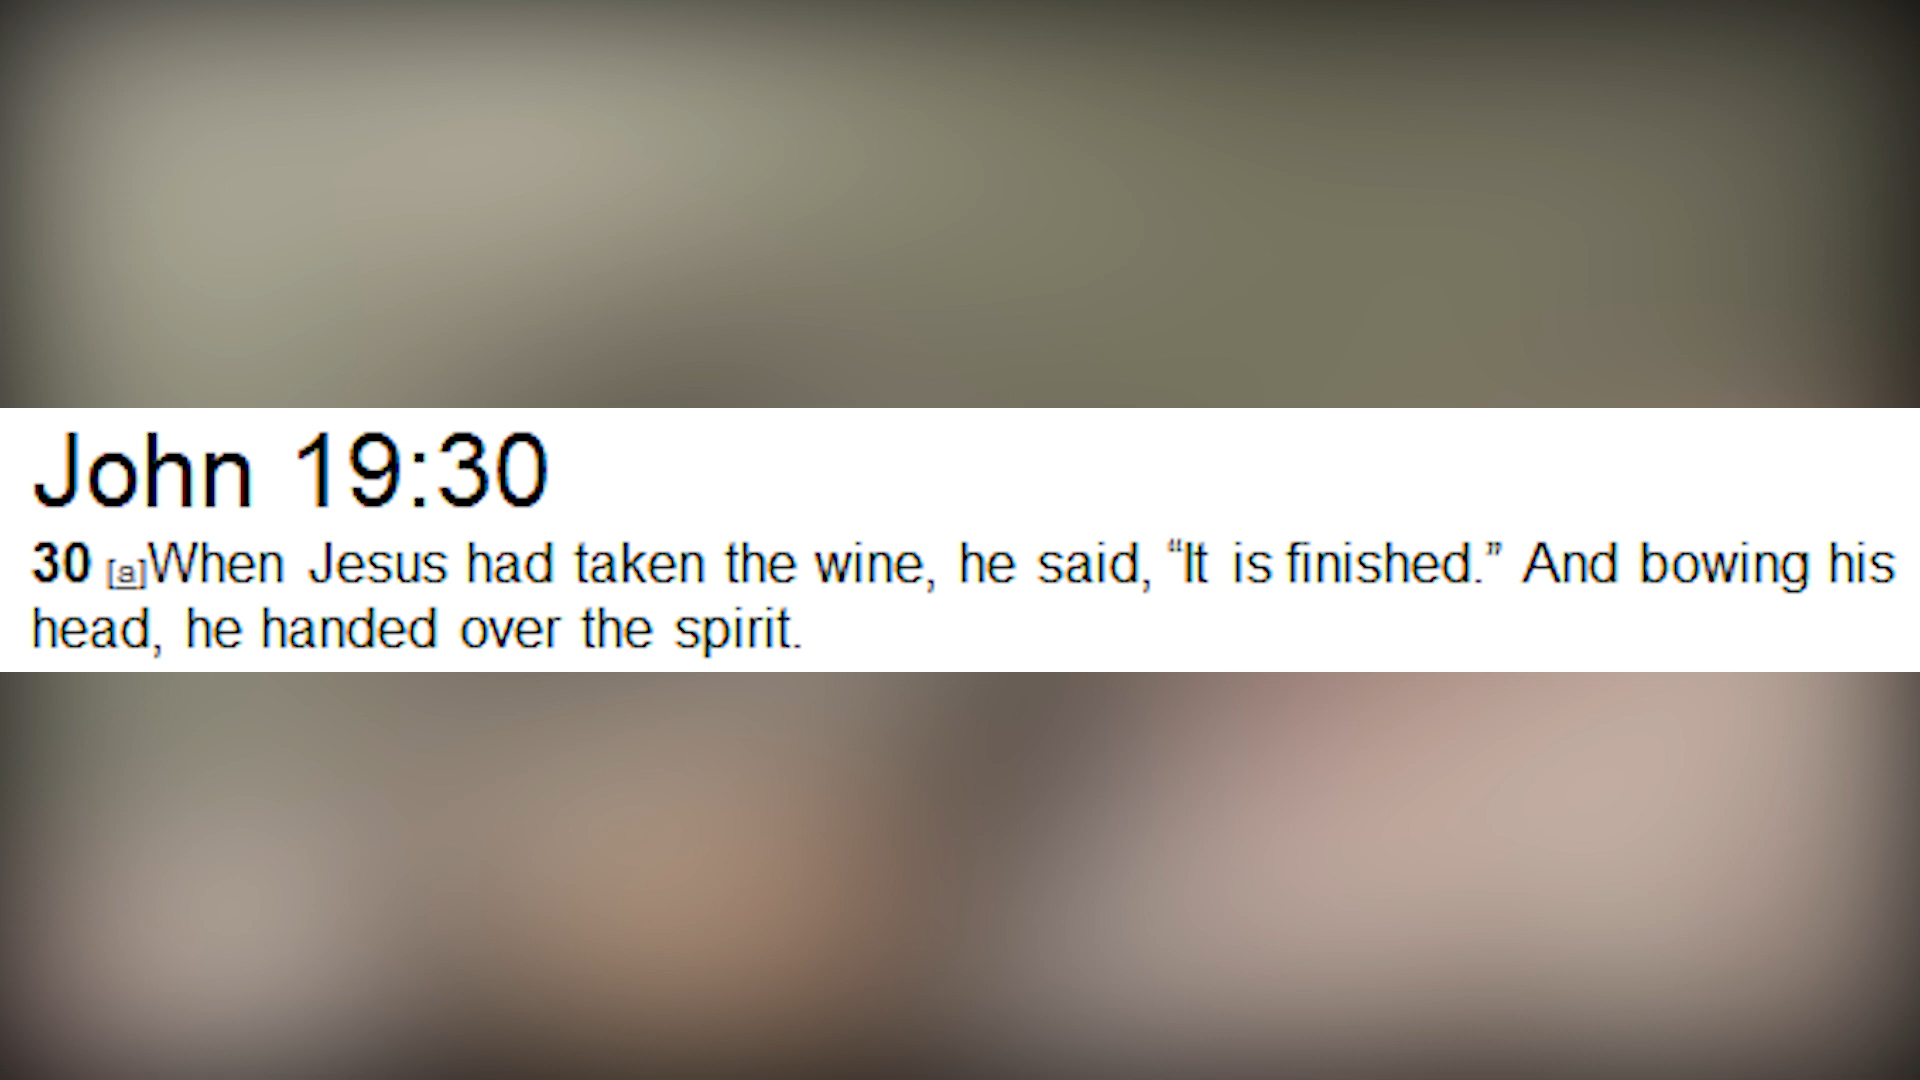 John 19:30
30 [a]When Jesus had taken the wine, he said, “It is finished.” And bowing his
head, he handed over the spirit.